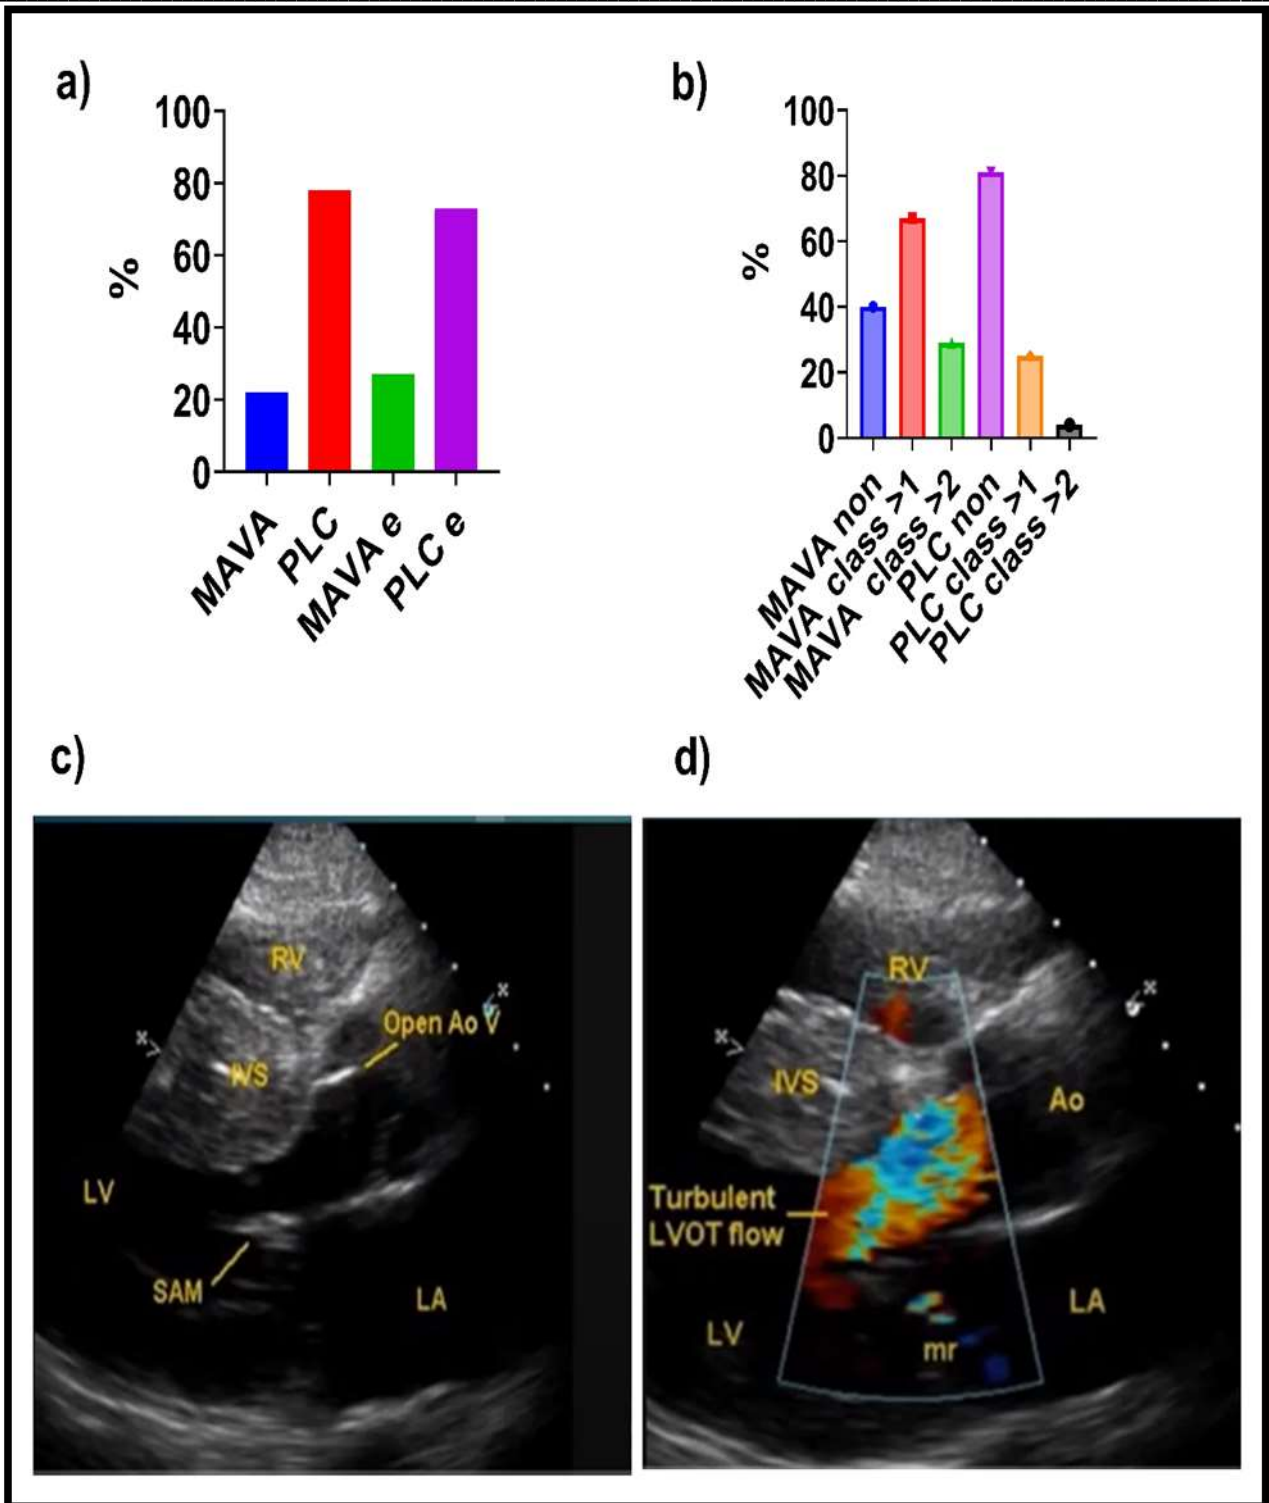 a)
100
80
60
40
20
0
%
MAVA
PLC
MAVA e
PLC e
b)
100
80
60
40
20
0
%
MAVA non
MAVA class >1
MAVA class >2
PLC non
PLC class >1
PLC class >2
c)
RV
x
Open Ao V
x
IVS
LV
SAM
LA
d)
RV
x
x
IVS
Ao
Turbulent
LVOT flow
LA
LV
mr